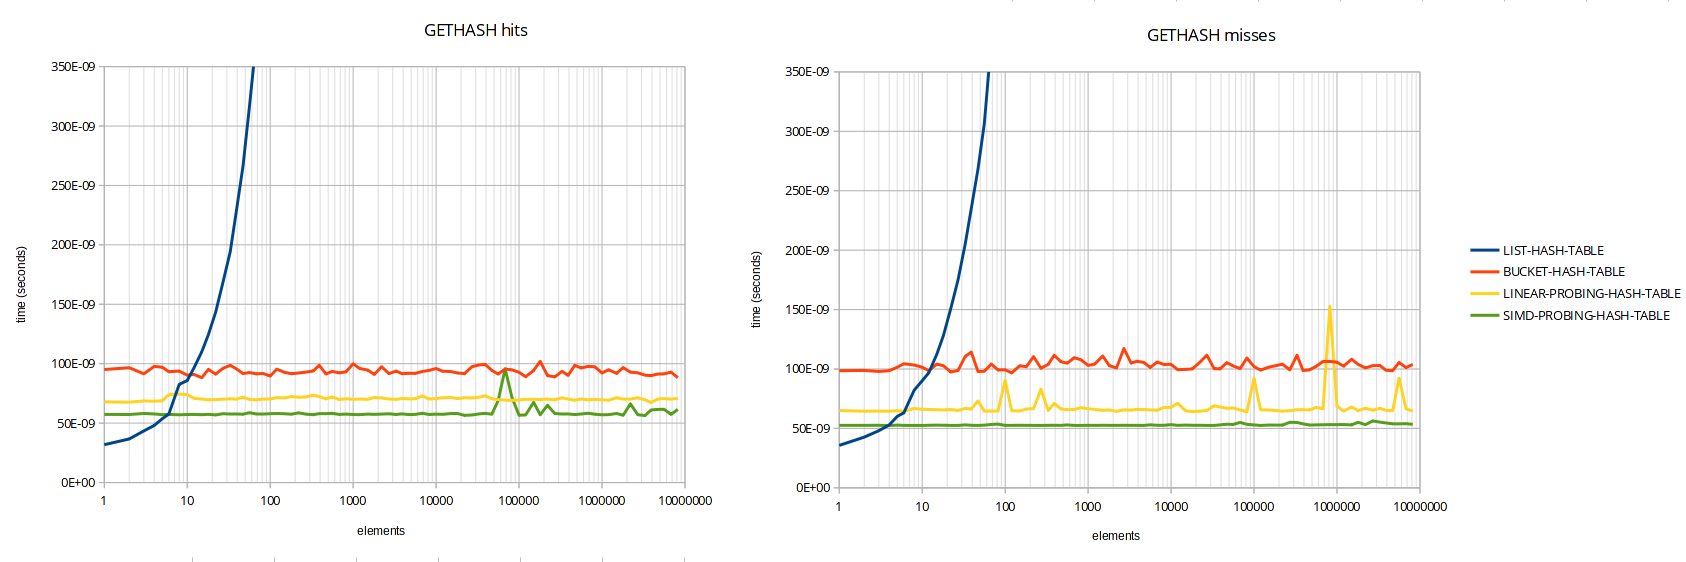 GETHASH hits
350E-09
300E-09
250E-09
200E-09
150E-09
100E-09
50E-09
0E+00
time (seconds)
1 10 100 1000 10000 100000 1000000 10000000
elements
GETHASH misses
350E-09
300E-09
250E-09
200E-09
150E-09
100E-09
50E-09
0E+00
time (seconds)
1 10 100 1000 10000 100000 1000000 10000000
elements
LIST-HASH-TABLE
BUCKET-HASH-TABLE
LINEAR-PROBING-HASH-TABLE
SIMD-PROBING-HASH-TABLE